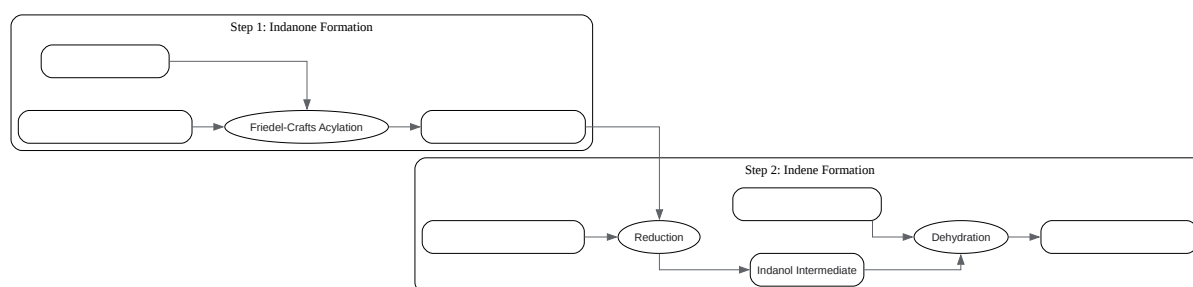 Step 1: Indanone Formation
Friedel-Crafts Acylation
Step 2: Indene Formation
Reduction
Dehydration
Indanol Intermediate